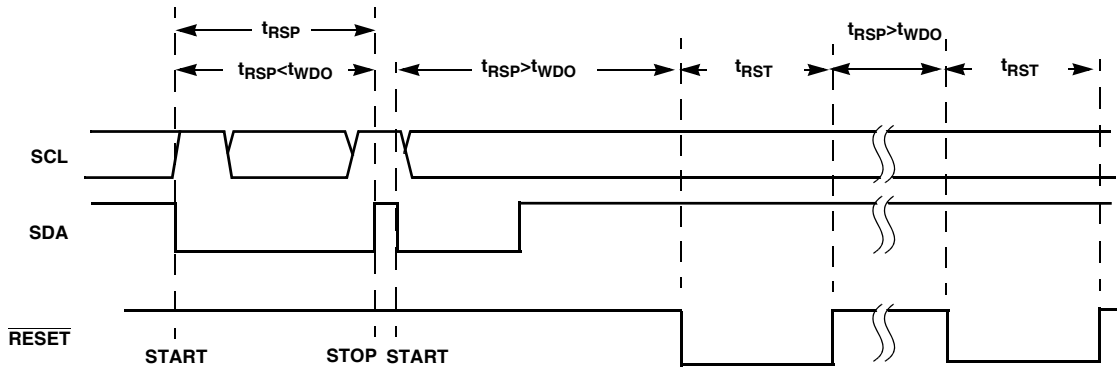 tRSP
tRSP>tWDO
tRSP<tWDO
tRSP>tWDO
tRST
tRST
SCL
SDA
RESET
START
STOP
START